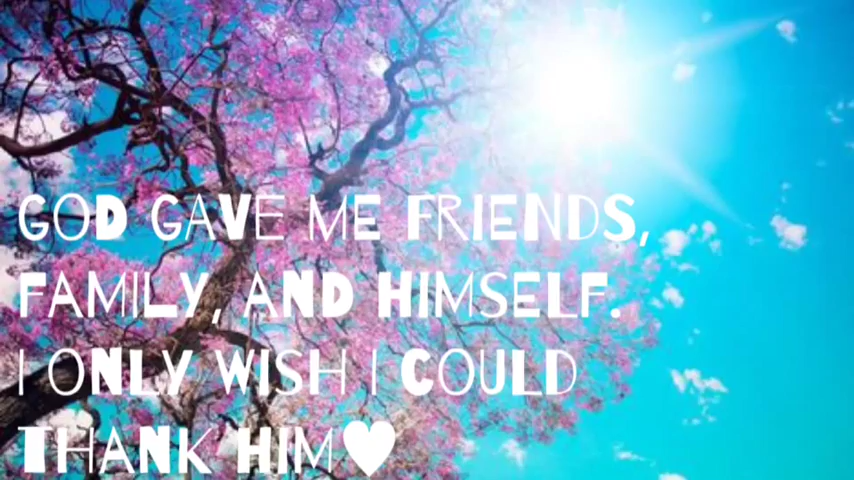 GOD GAVE ME FRIENDS,
FAMILY, AND HIMSELF.
I ONLY WISH I COULD
THANK HIM♥